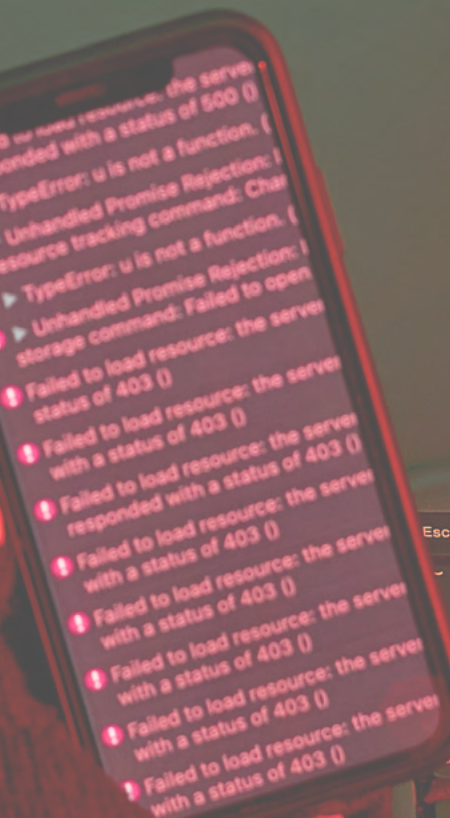 to load resource: the server
onded with a status of 500 ()
TypeError: u is not a function. (
Unhandled Promise Rejection:
esource tracking command: Cha
TypeError: u is not a function. (
Unhandled Promise Rejection:
storage command: Failed to open
Failed to load resource: the server
status of 403 ()
Failed to load resource: the server
with a status of 403 ()
Failed to load resource: the server
responded with a status of 403 ()
Failed to load resource: the server
with a status of 403 ()
Failed to load resource: the server
with a status of 403 ()
Failed to load resource: the server
with a status of 403 ()
Failed to load resource: the server
with a status of 403 ()
Failed to load resource: the server
with a status of 403 ()
Esc